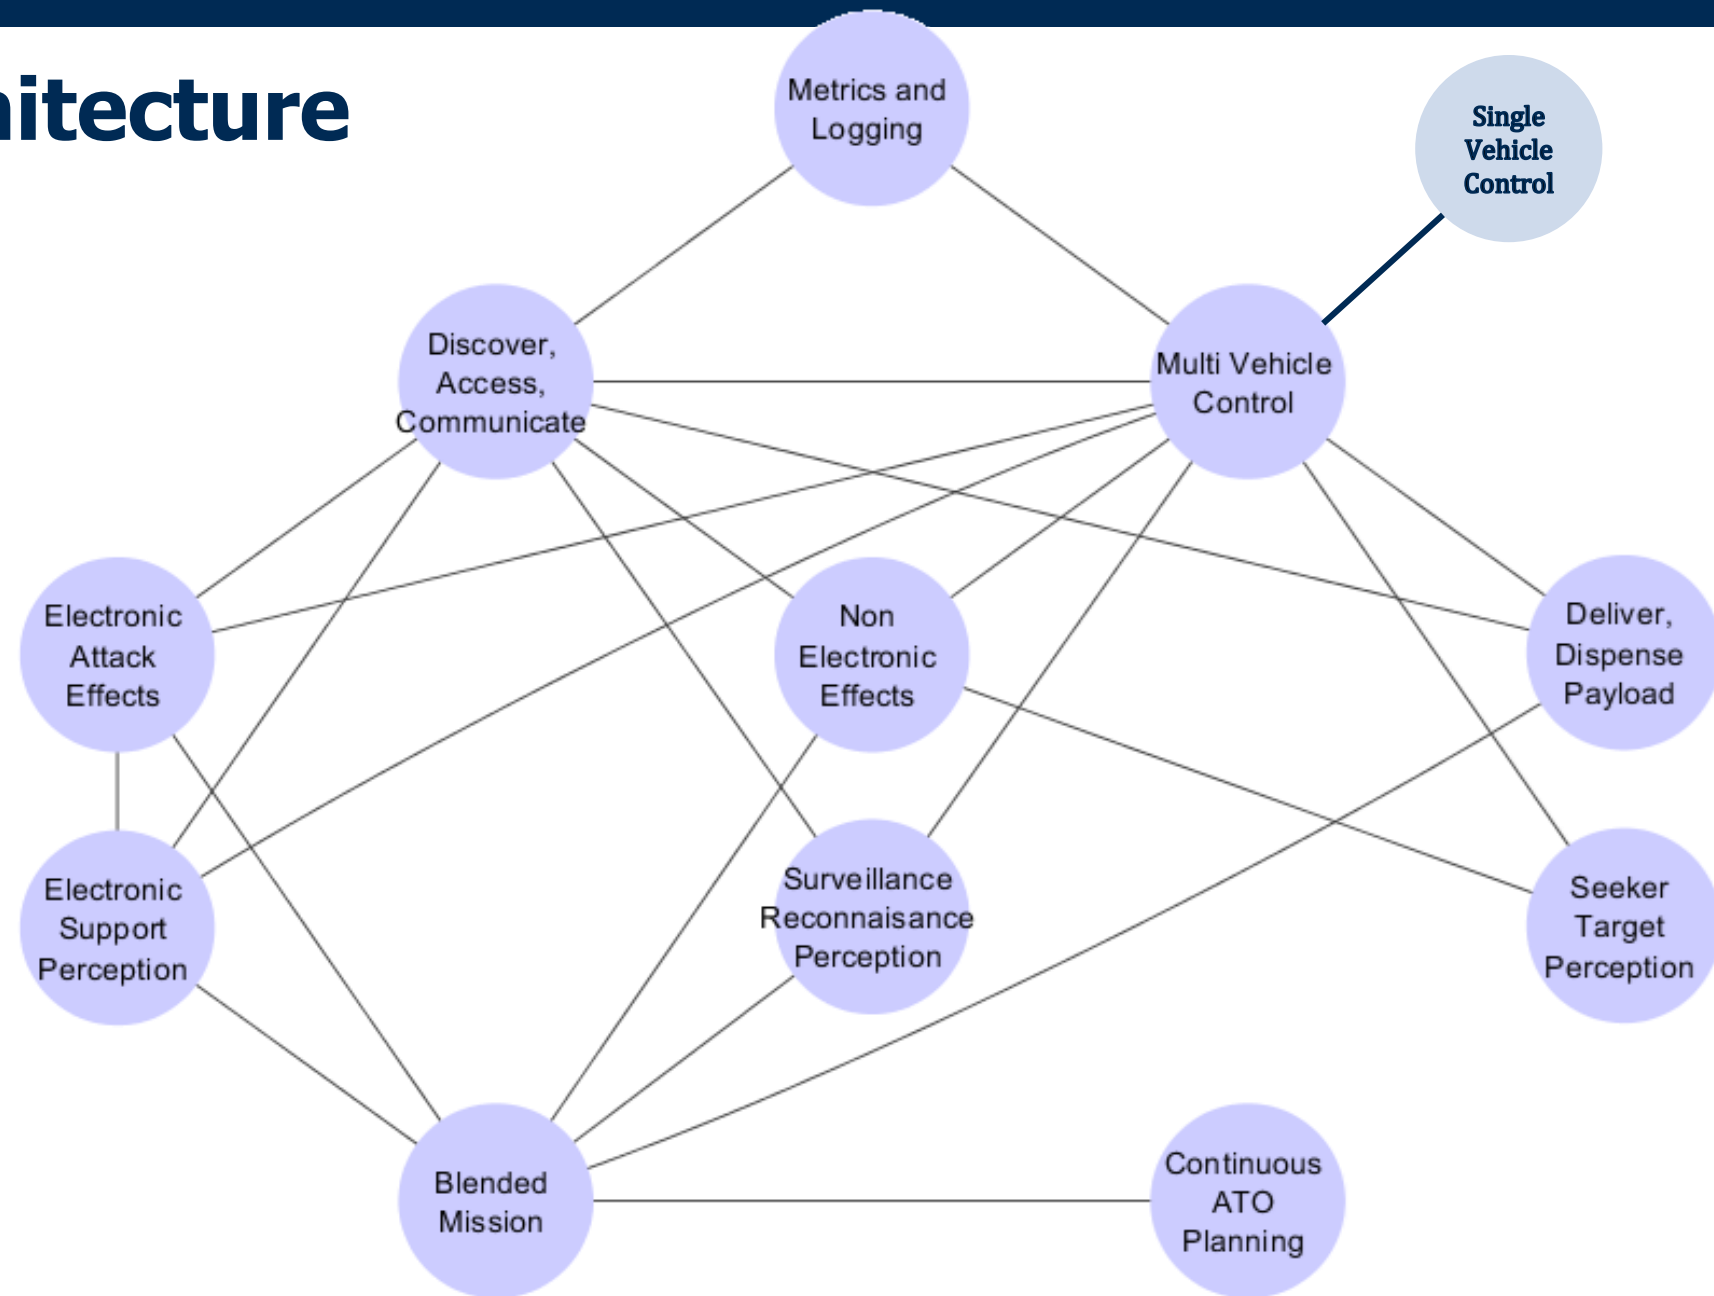 hitecture
Metrics and
Logging
Single
Vehicle
Control
Discover,
Access,
Communicate
Multi Vehicle
Control
Electronic
Attack
Effects
Non
Electronic
Effects
Deliver,
Dispense
Payload
Electronic
Support
Perception
Surveillance
Reconnaisance
Perception
Seeker
Target
Perception
Blended
Mission
Continuous
ATO
Planning